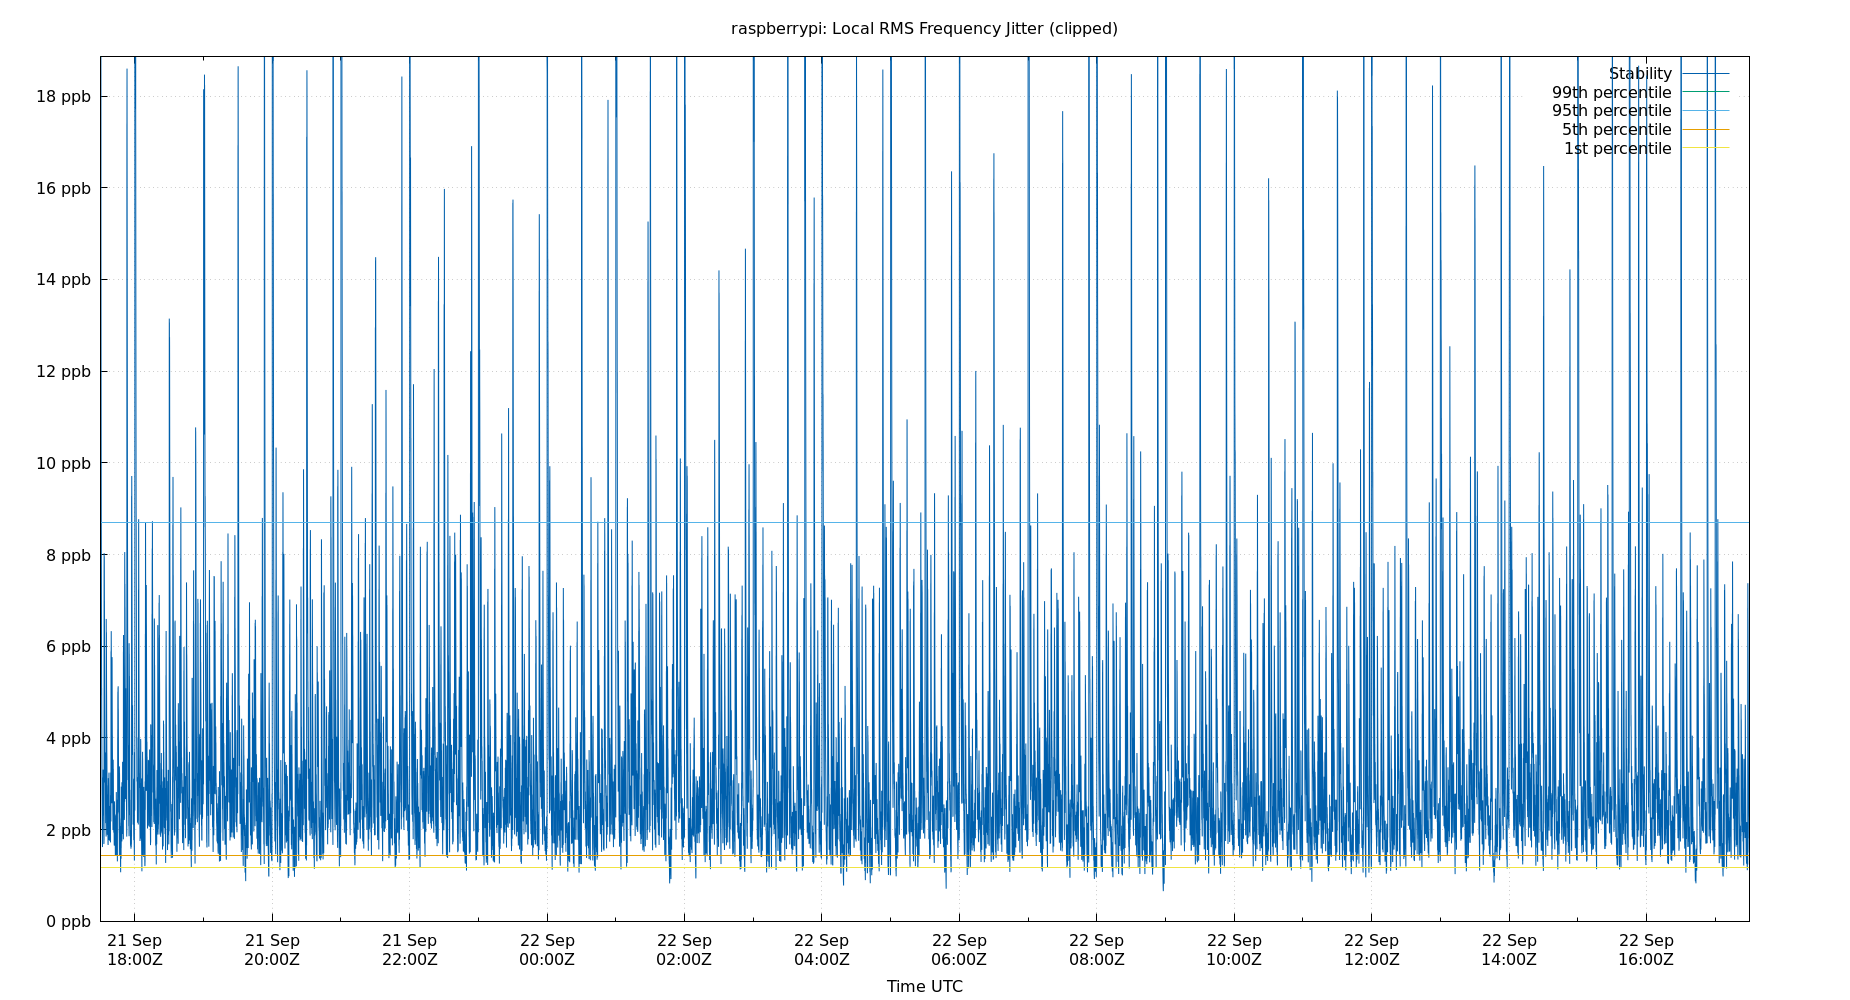 raspberrypi: Local RMS Frequency Jitter (clipped)
Stability
99th percentile
95th percentile
5th percentile
1st percentile
18 ppb
16 ppb
14 ppb
12 ppb
10 ppb
8 ppb
6 ppb
4 ppb
2 ppb
0 ppb
21 Sep 21 Sep 21 Sep 22 Sep 22 Sep 22 Sep 22 Sep 22 Sep 22 Sep 22 Sep 22 Sep 22 Sep
18:00Z 20:00Z 22:00Z 00:00Z 02:00Z 04:00Z 06:00Z 08:00Z 10:00Z 12:00Z 14:00Z 16:00Z
Time UTC